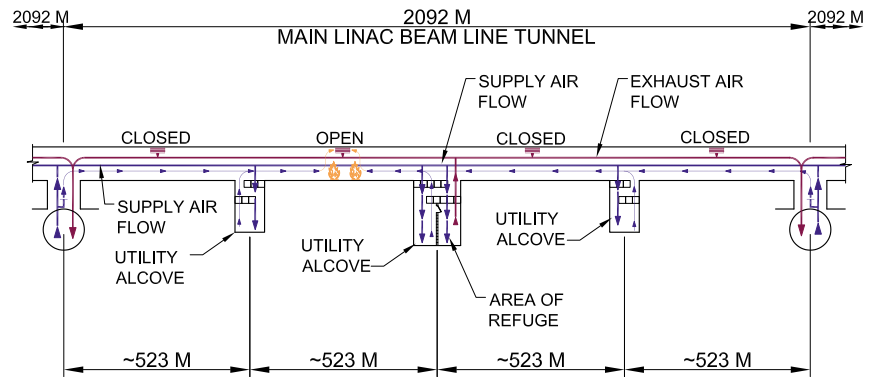 2092 M 2092 M 2092 M
MAIN LINAC BEAM LINE TUNNEL
SUPPLY AIR
FLOW
EXHAUST AIR
FLOW
CLOSED OPEN CLOSED CLOSED
SUPPLY AIR
FLOW
UTILITY
ALCOVE
UTILITY
ALCOVE
UTILITY
ALCOVE
AREA OF
REFUGE
~523 M ~523 M ~523 M ~523 M